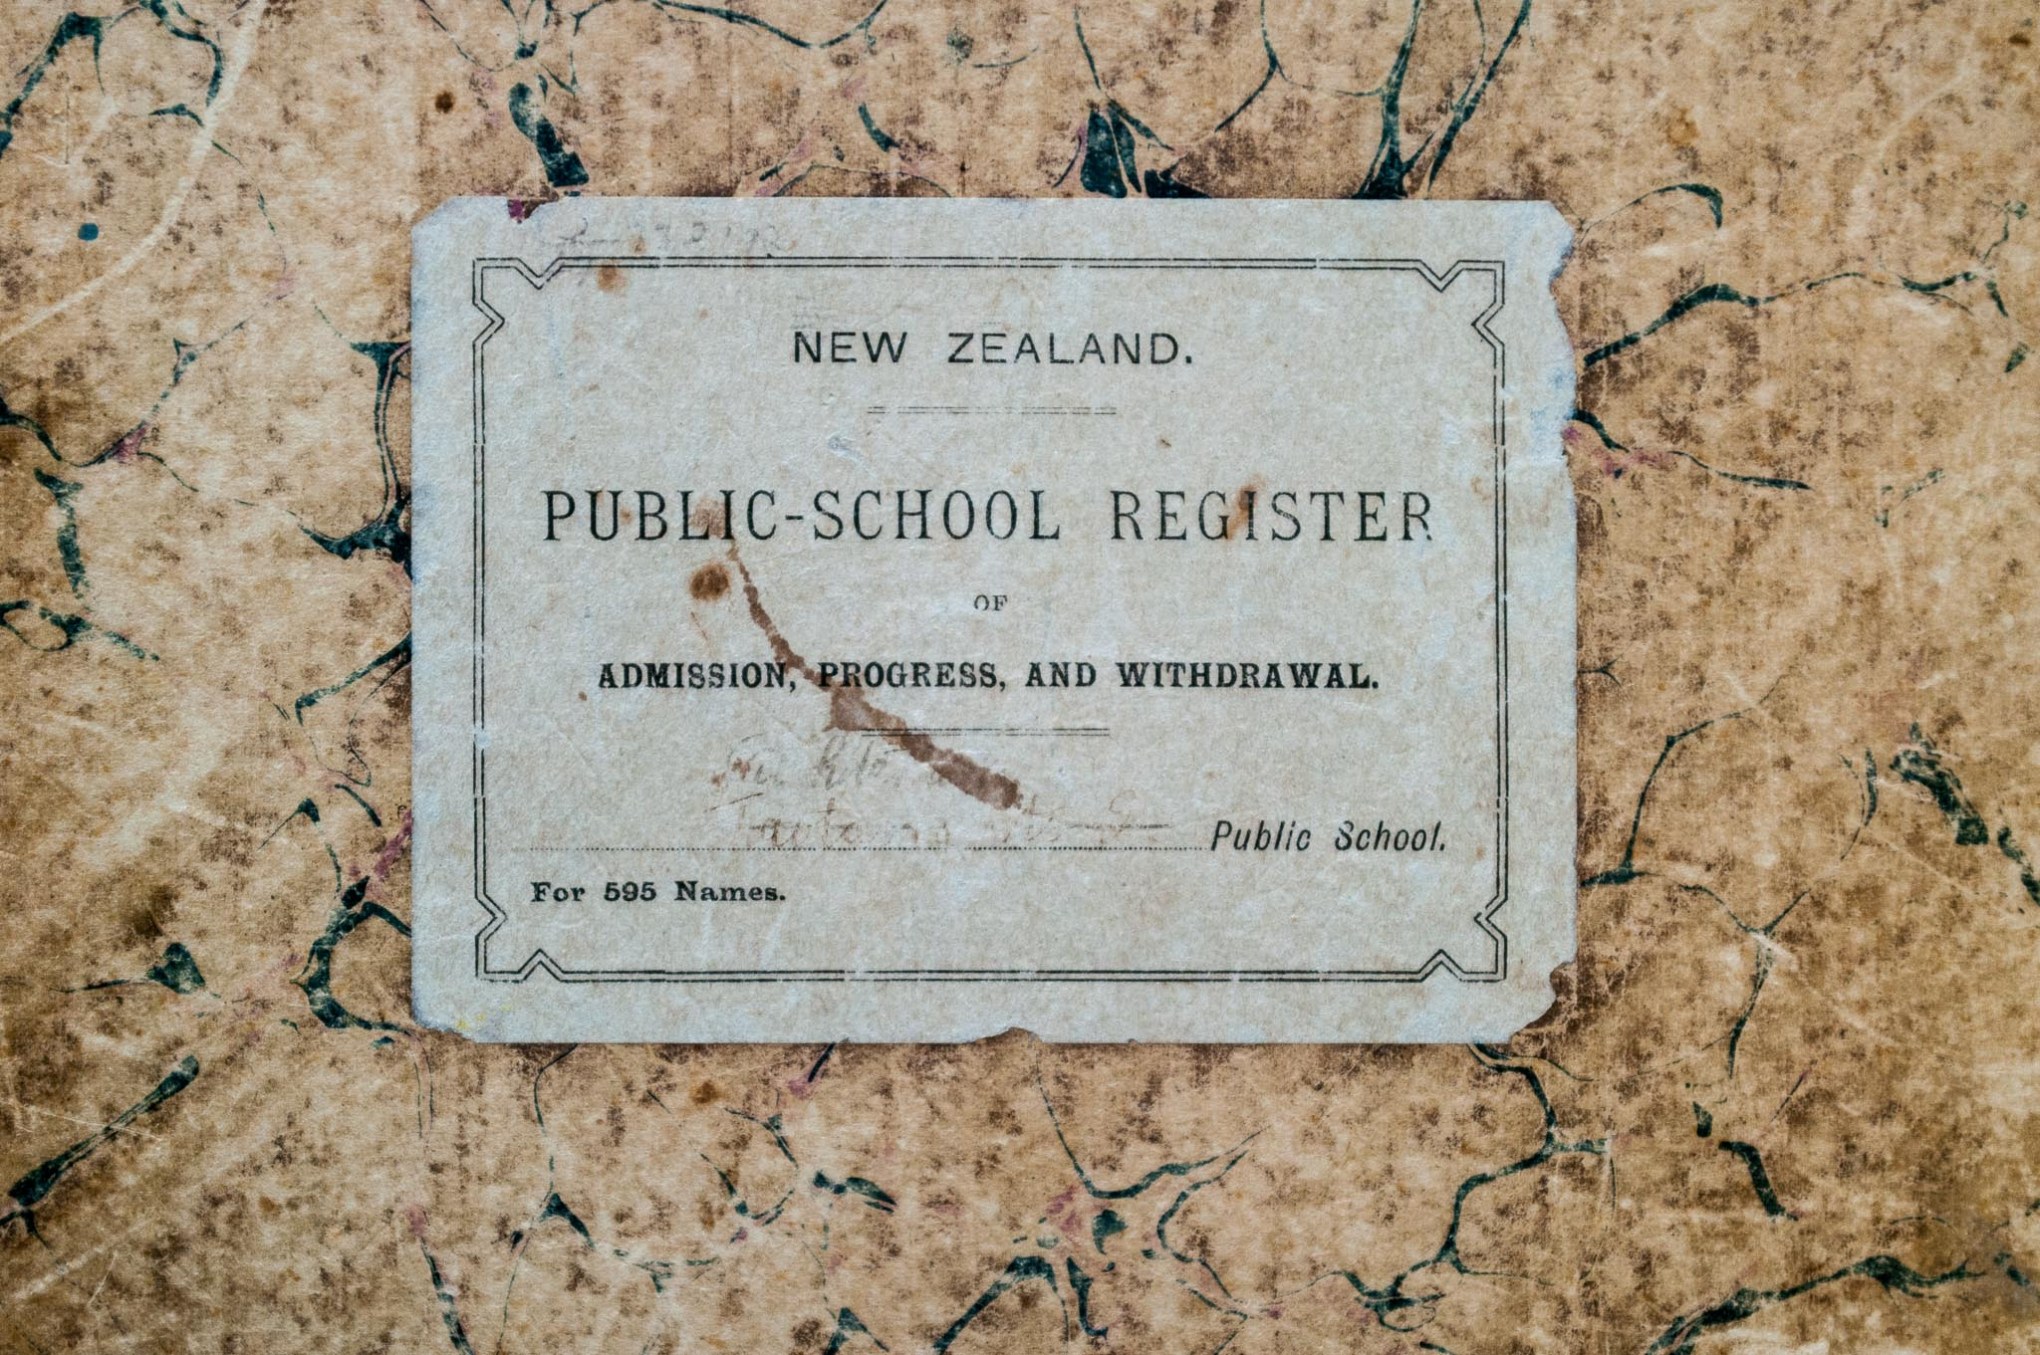 NEW ZEALAND.
PUBLIC-SCHOOL REGISTER
OF
ADMISSION, PROGRESS, AND WITHDRAWAL.
Public School.
For 595 Names.